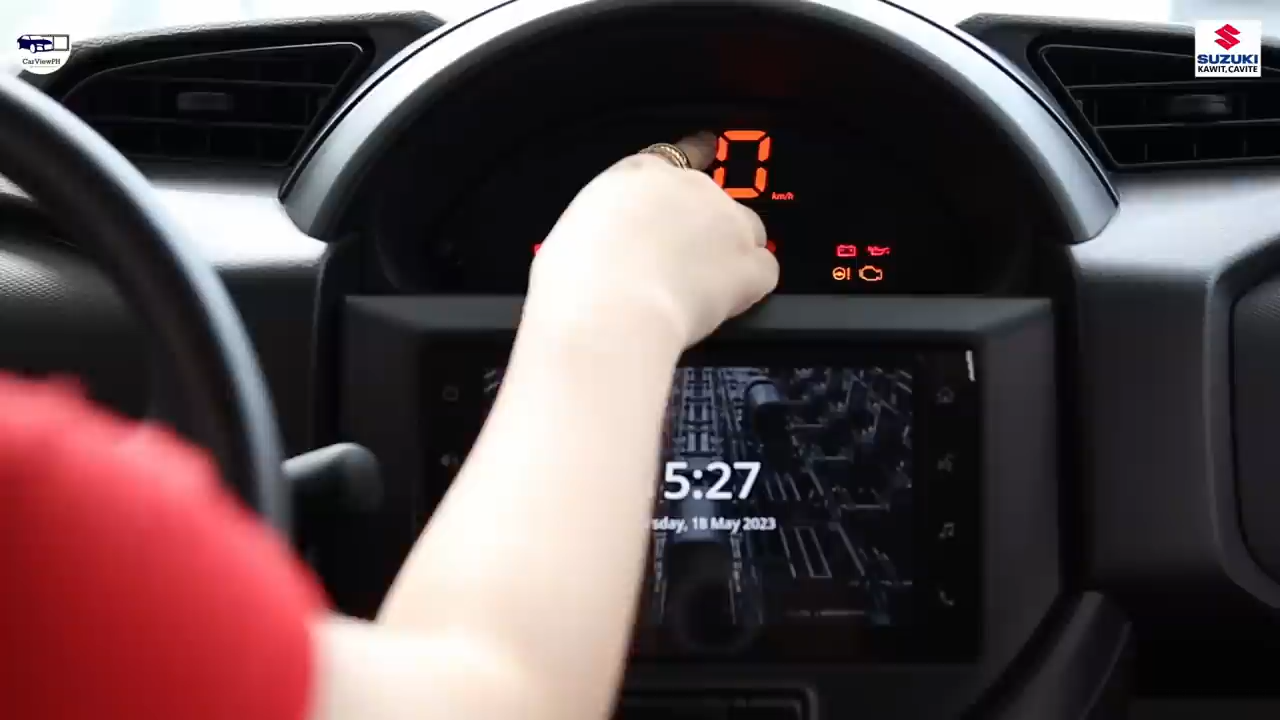 CarViewPH
SUZUKI
KAWIT, CAVITE
0
km/h
5:27
sday, 18 May 2023